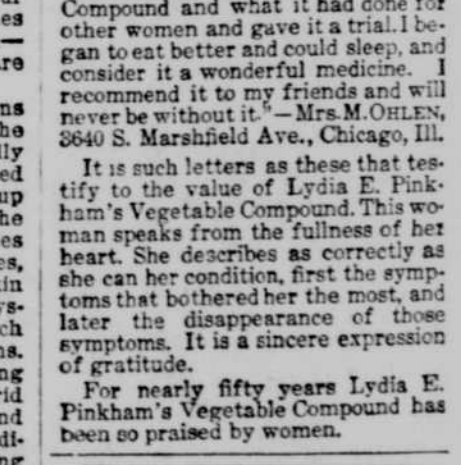 Compound and what it had done for
other women and gave it a trial. I be-
gan to eat better and could sleep, and
consider it a wonderful medicine. I
recommend it to my friends and will
never be without it."—Mrs. M. OHLEN,
3640 S. Marshfield Ave., Chicago, Ill.
It is such letters as these that tes-
tify to the value of Lydia E. Pink-
ham's Vegetable Compound. This wo-
man speaks from the fullness of her
heart. She describes as correctly as
she can her condition, first the symp-
toms that bothered her the most, and
later the disappearance of those
symptoms. It is a sincere expression
of gratitude.
For nearly fifty years Lydia E.
Pinkham's Vegetable Compound has
been so praised by women.